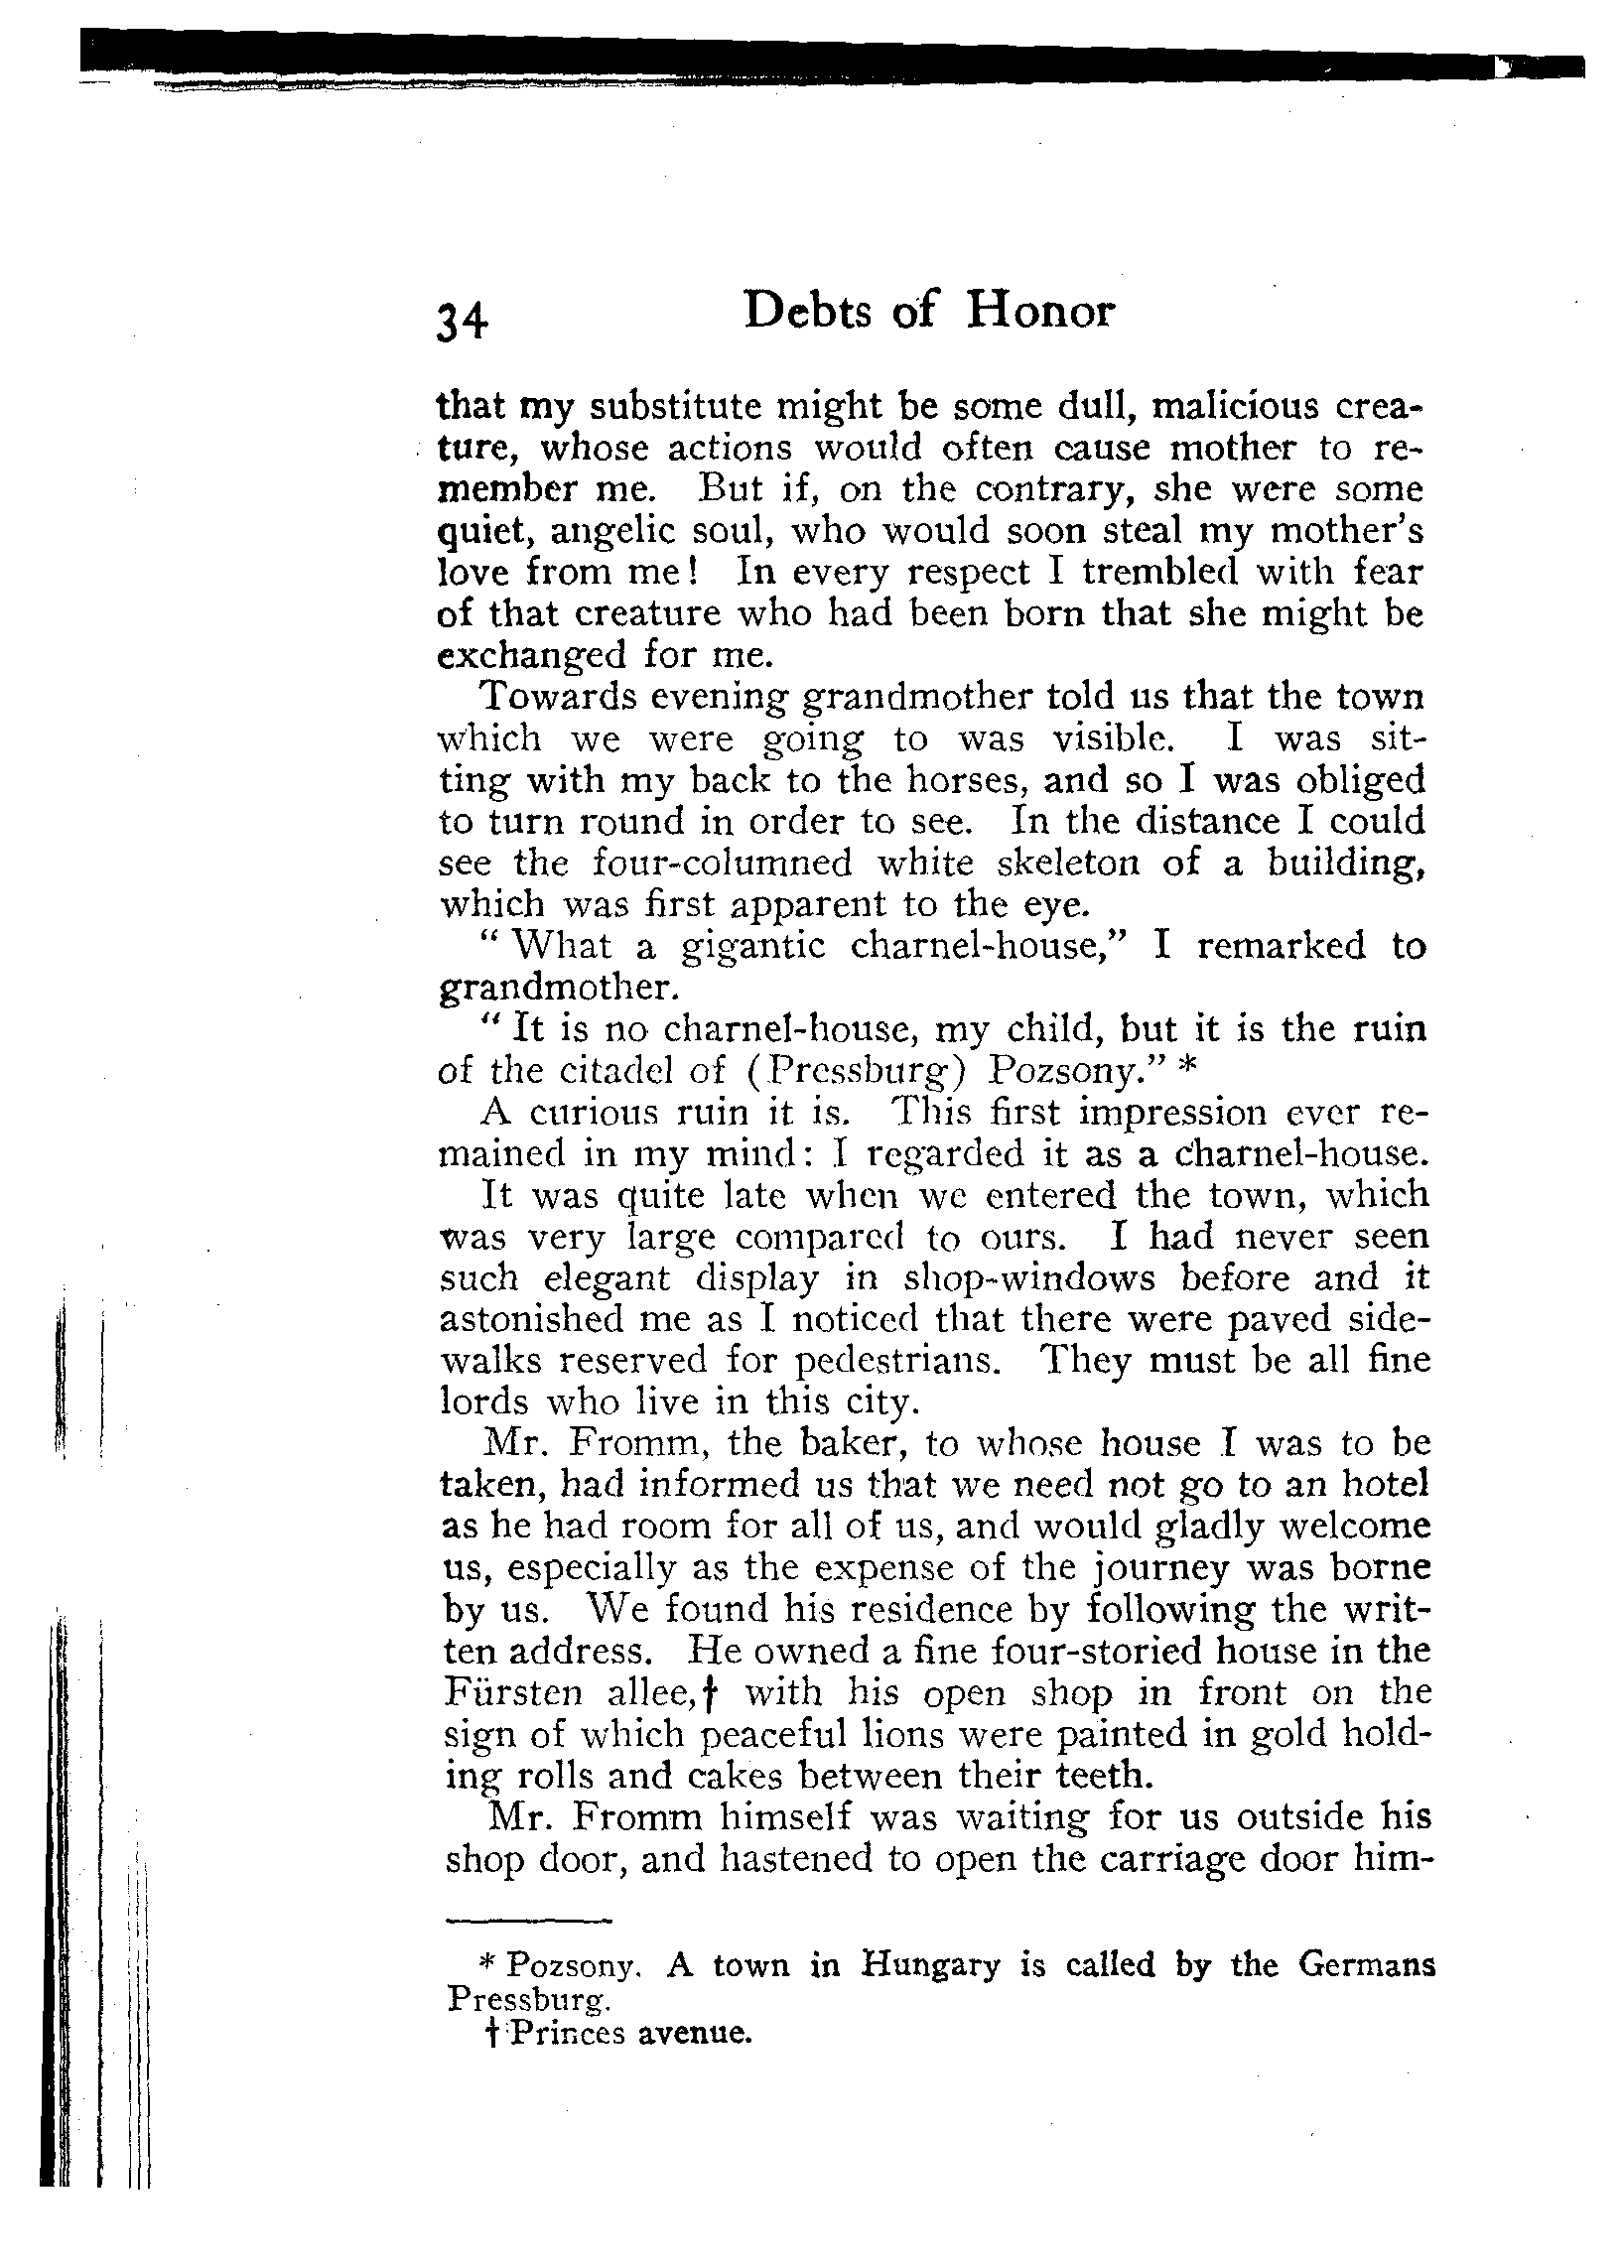 34 Debts of Honor
that my substitute might be some dull, malicious crea-
ture, whose actions would often cause mother to re-
member me. But if, on the contrary, she were some
quiet, angelic soul, who would soon steal my mother's
love from me! In every respect I trembled with fear
of that creature who had been born that she might be
exchanged for me.
Towards evening grandmother told us that the town
which we were going to was visible. I was sit-
ting with my back to the horses, and so I was obliged
to turn round in order to see. In the distance I could
see the four-columned white skeleton of a building,
which was first apparent to the eye.
“ What a gigantic charnel-house,” I remarked to
grandmother.
“ It is no charnel-house, my child, but it is the ruin
of the citadel of (Pressburg) Pozsony.” *
A curious ruin it is. This first impression ever re-
mained in my mind: I regarded it as a charnel-house.
It was quite late when we entered the town, which
was very large compared to ours. I had never seen
such elegant display in shop-windows before and it
astonished me as I noticed that there were paved side-
walks reserved for pedestrians. They must be all fine
lords who live in this city.
Mr. Fromm, the baker, to whose house I was to be
taken, had informed us that we need not go to an hotel
as he had room for all of us, and would gladly welcome
us, especially as the expense of the journey was borne
by us. We found his residence by following the writ-
ten address. He owned a fine four-storied house in the
Fürsten allee,† with his open shop in front on the
sign of which peaceful lions were painted in gold hold-
ing rolls and cakes between their teeth.
Mr. Fromm himself was waiting for us outside his
shop door, and hastened to open the carriage door him-
* Pozsony. A town in Hungary is called by the Germans
Pressburg.
† Princes avenue.